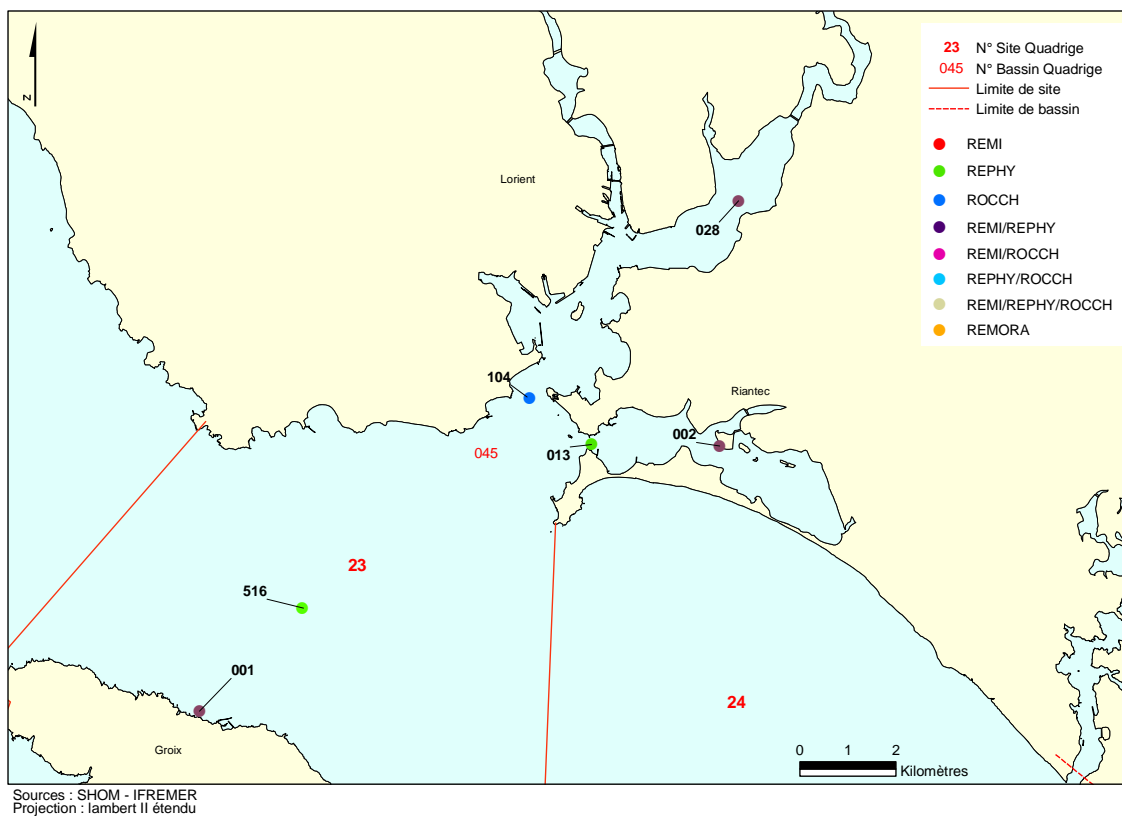 23 N° Site Quadrige
045 N° Bassin Quadrige
Limite de site
Limite de bassin
REMI
REPHY
ROCCH
REMI/REPHY
REMI/ROCCH
REPHY/ROCCH
REMI/REPHY/ROCCH
REMORA
N
Lorient
028
104
Riantec
002
013
045
23
516
001
24
Groix
0 1 2
Kilomètres
Sources : SHOM - IFREMER
Projection : lambert II étendu